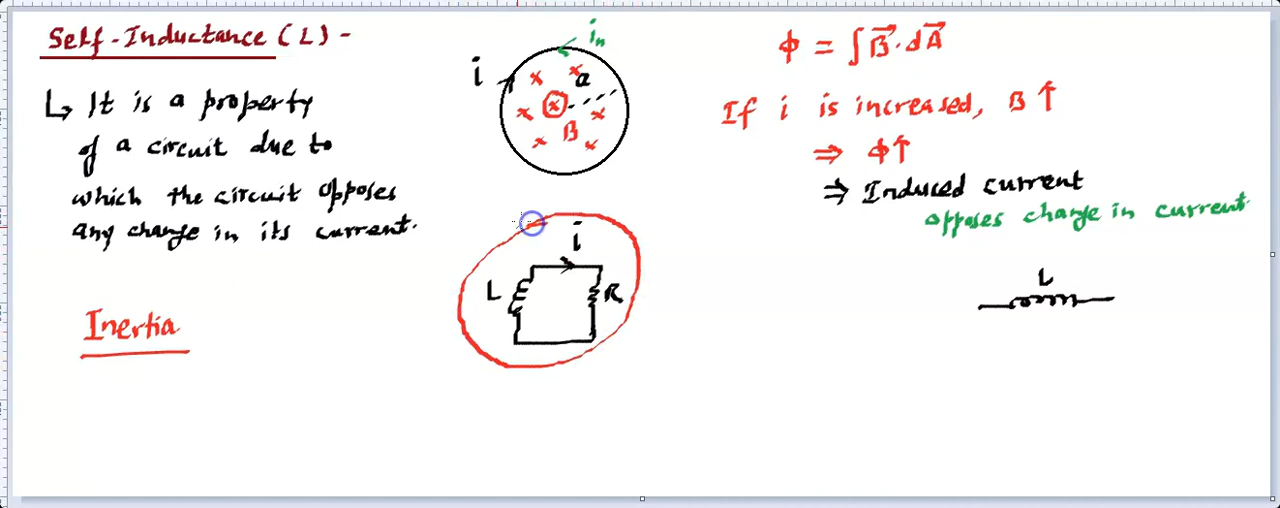 Self-Inductance (L) -
↳ It is a property
of a circuit due to
which the circuit opposes
any change in its current.
Inertia
i
in
a
B
i
L
R
ϕ = ∫ B⃗ · dA⃗
If i is increased, B ↑
⇒ ϕ ↑
⇒ Induced current
opposes change in current.
L